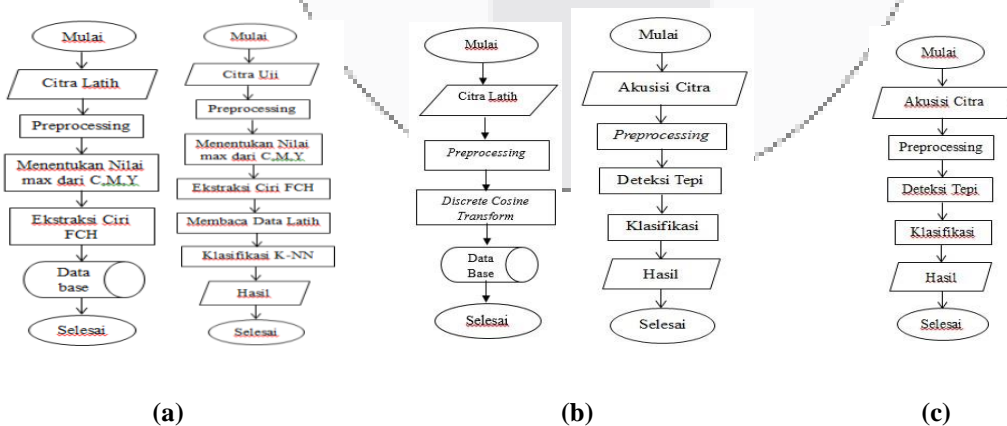 Mulai
Citra Latih
Preprocessing
Menentukan Nilai
max dari C,M,Y
Ekstraksi Ciri
FCH
Data
base
Selesai
Mulai
Citra Uji
Preprocessing
Menentukan Nilai
max dari C,M,Y
Ekstraksi Ciri FCH
Membaca Data Latih
Klasifikasi K-NN
Hasil
Selesai
(a)
Mulai
Citra Latih
Preprocessing
Discrete Cosine
Transform
Data
Base
Selesai
Mulai
Akusisi Citra
Preprocessing
Deteksi Tepi
Klasifikasi
Hasil
Selesai
(b)
Mulai
Akusisi Citra
Preprocessing
Deteksi Tepi
Klasifikasi
Hasil
Selesai
(c)